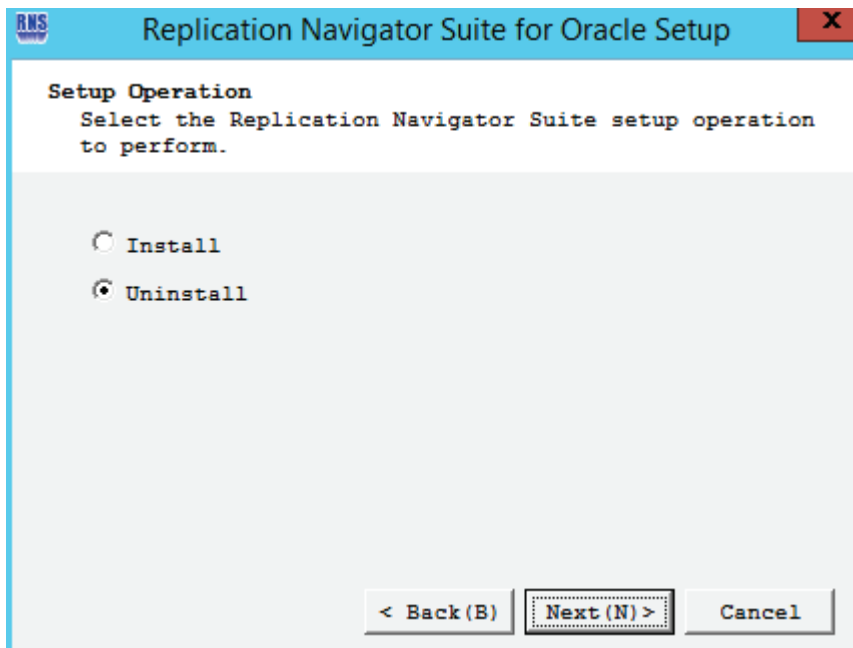 RNS
Replication Navigator Suite for Oracle Setup
x
Setup Operation
Select the Replication Navigator Suite setup operation
to perform.
Install
Uninstall
< Back(B)
Next(N)>
Cancel